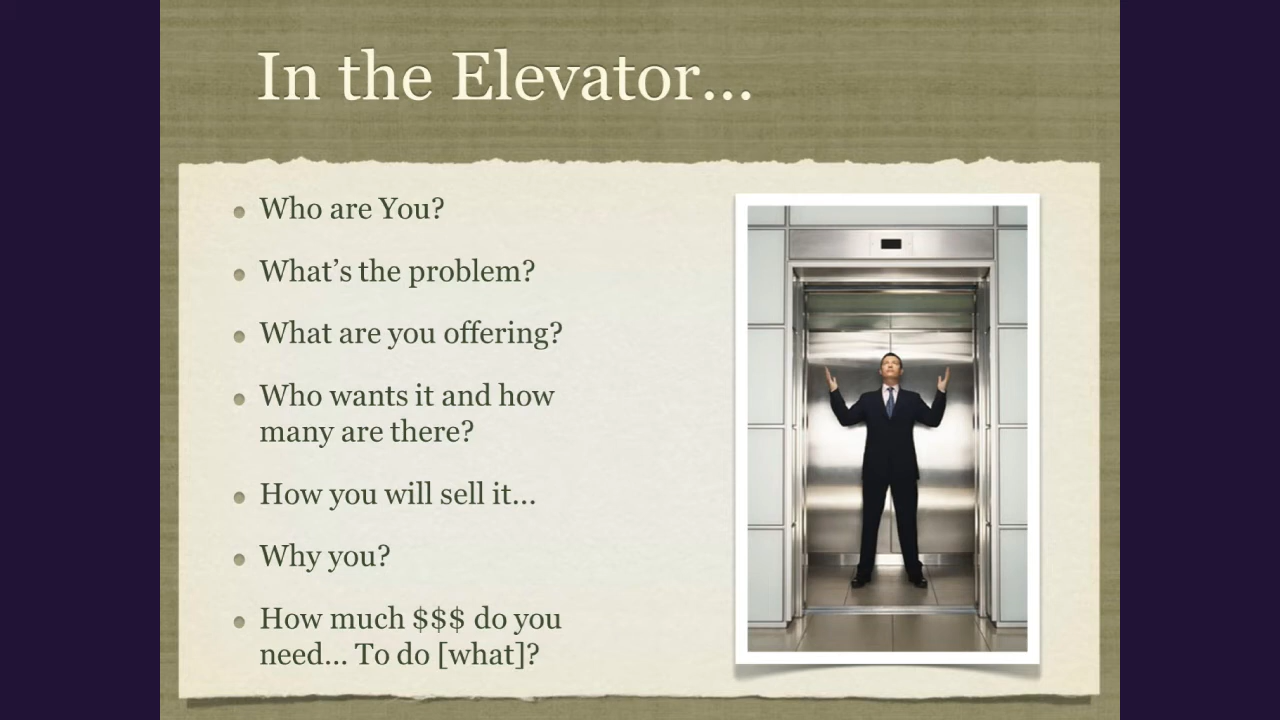 In the Elevator...
Who are You?
What’s the problem?
What are you offering?
Who wants it and how
many are there?
How you will sell it...
Why you?
How much $$$ do you
need... To do [what]?